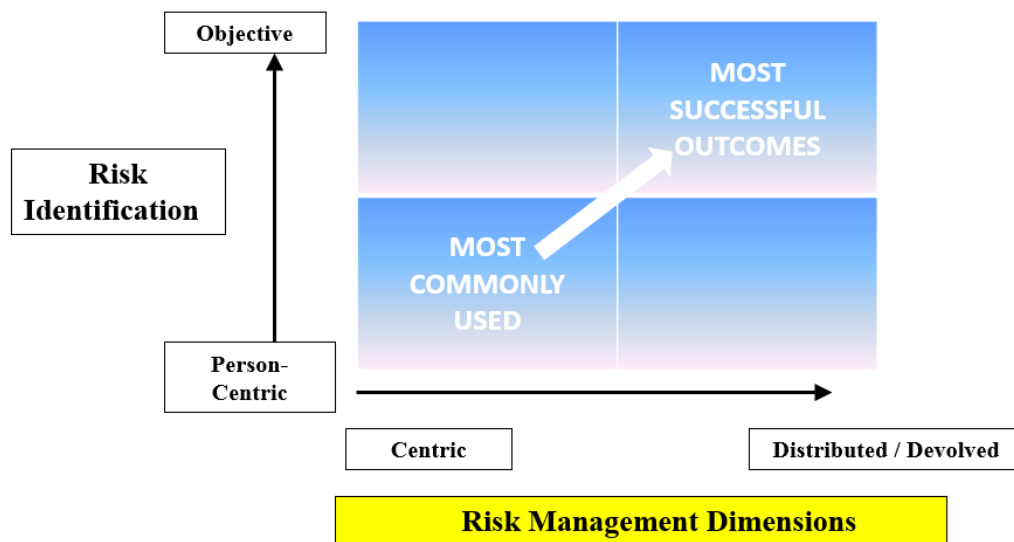 Objective
MOST
SUCCESSFUL
OUTCOMES
Risk
Identification
MOST
COMMONLY
USED
Person-
Centric
Centric
Distributed / Devolved
Risk Management Dimensions